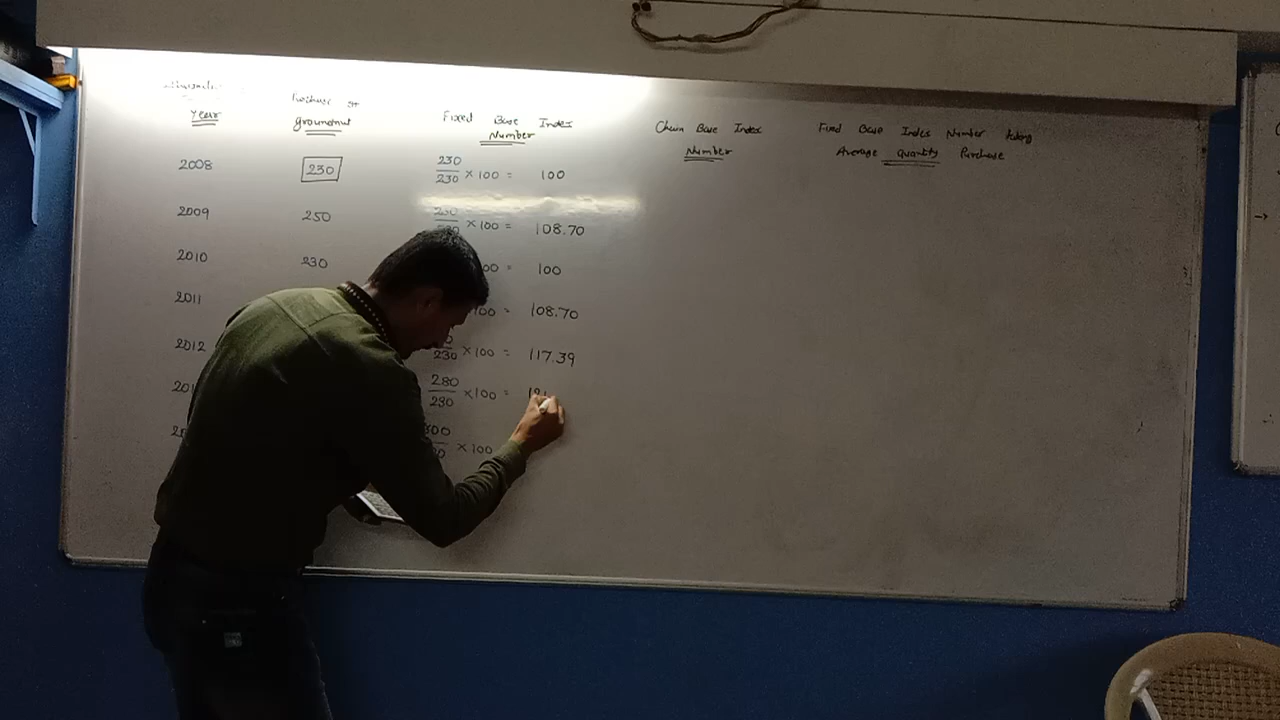 Year Purchase of groundnut Fixed Base Index Number Chain Base Index Number Fixed Base Index Number taking Average Quantity Purchase
2008 230 230/230 × 100 = 100
2009 250 × 100 = 108.70
2010 230 = 100
2011 100 = 108.70
2012 230 × 100 = 117.39
280/230 × 100 =
× 100